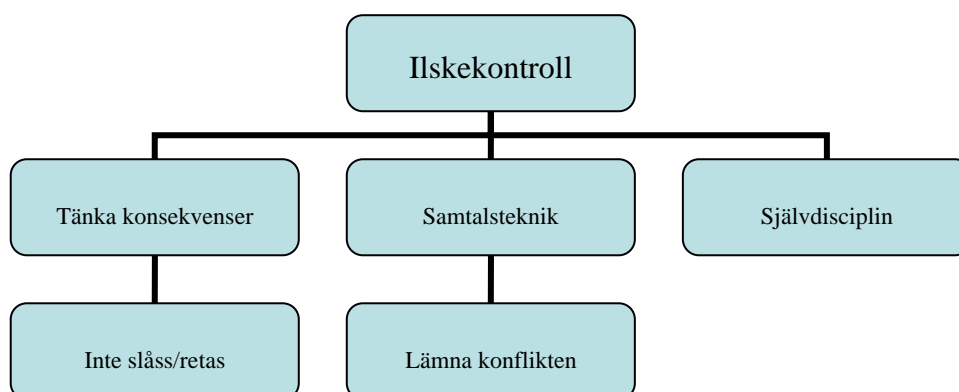 Ilskekontroll
Tänka konsekvenser
Samtalsteknik
Självdisciplin
Inte slåss/retas
Lämna konflikten